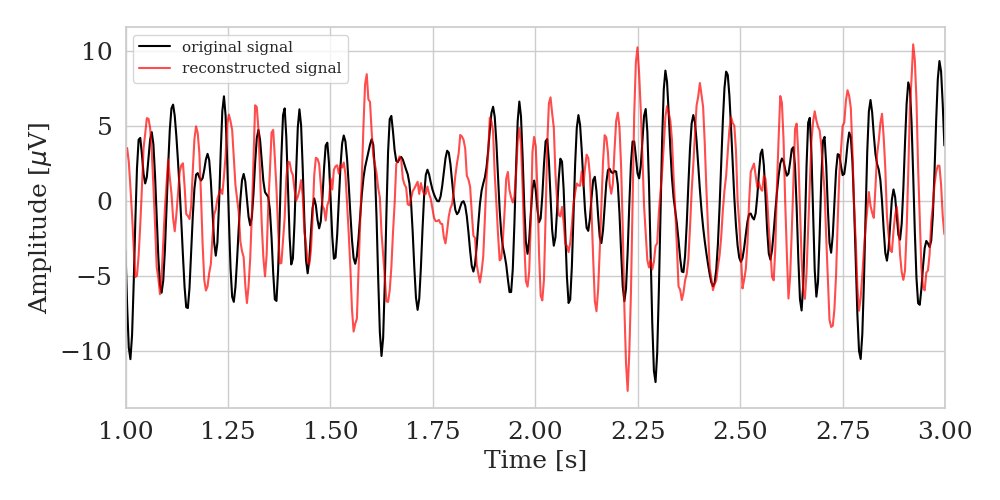 original signal
reconstructed signal
10
5
0
−5
−10
Amplitude [μV]
1.00 1.25 1.50 1.75 2.00 2.25 2.50 2.75 3.00
Time [s]